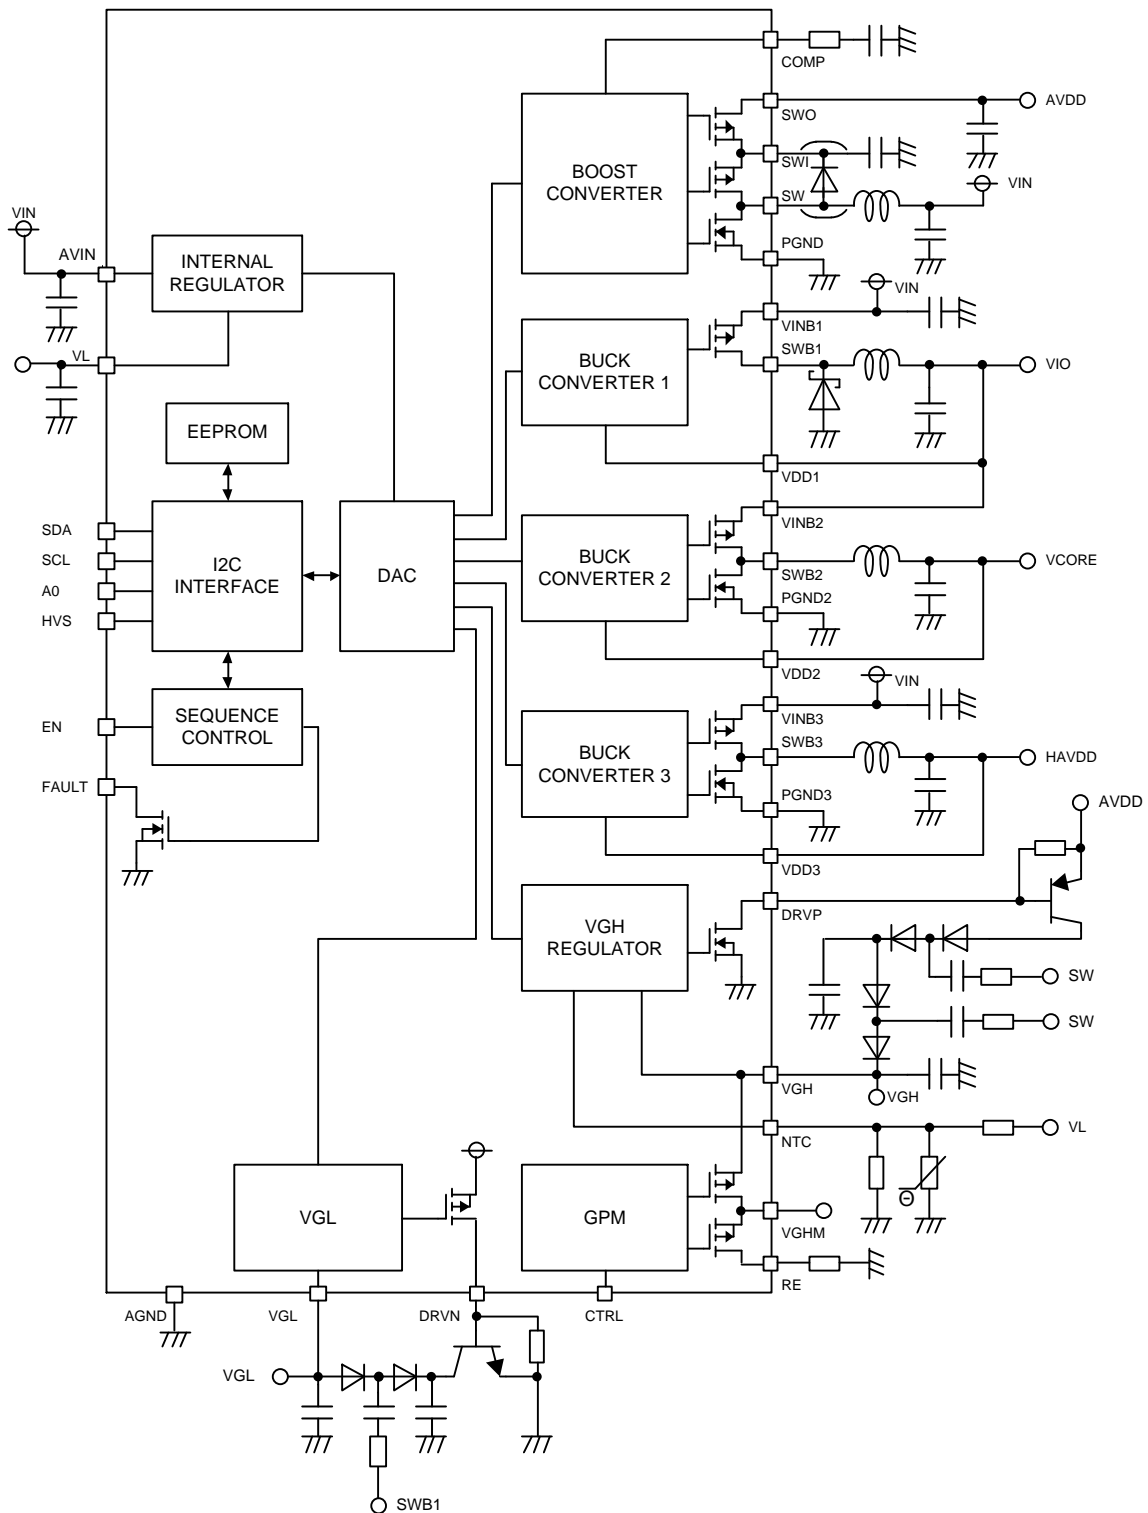 COMP
SWO
AVDD
BOOST
CONVERTER
SWI
SW
VIN
PGND
VIN
AVIN
INTERNAL
REGULATOR
VL
VINB1
VIN
SWB1
BUCK
CONVERTER 1
VIO
VDD1
EEPROM
SDA
SCL
A0
HVS
I2C
INTERFACE
DAC
VINB2
BUCK
CONVERTER 2
SWB2
VCORE
PGND2
VDD2
EN
SEQUENCE
CONTROL
FAULT
VIN
VINB3
SWB3
BUCK
CONVERTER 3
HAVDD
PGND3
VDD3
AVDD
VGH
REGULATOR
DRVP
SW
SW
VGH
VGH
NTC
VL
Θ
VGL
GPM
VGHM
RE
AGND
VGL
DRVN
CTRL
VGL
SWB1